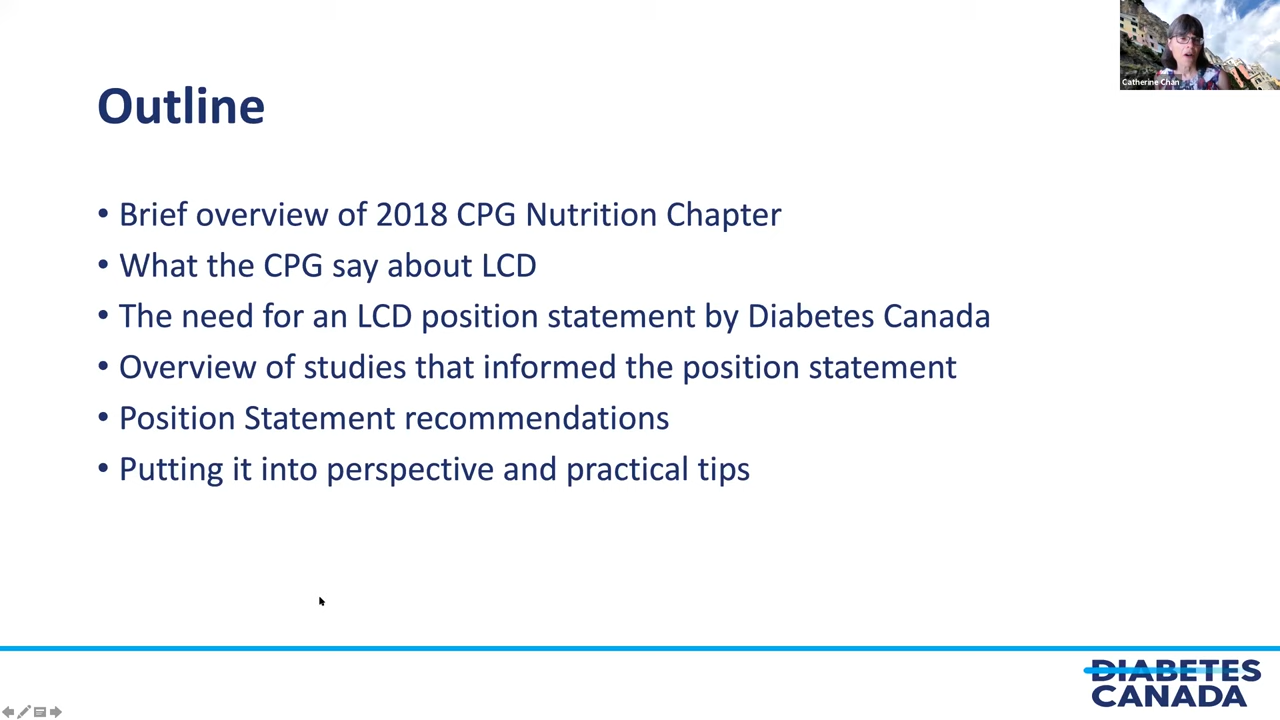 Catherine Chan
Outline
• Brief overview of 2018 CPG Nutrition Chapter
• What the CPG say about LCD
• The need for an LCD position statement by Diabetes Canada
• Overview of studies that informed the position statement
• Position Statement recommendations
• Putting it into perspective and practical tips
DIABETES
CANADA